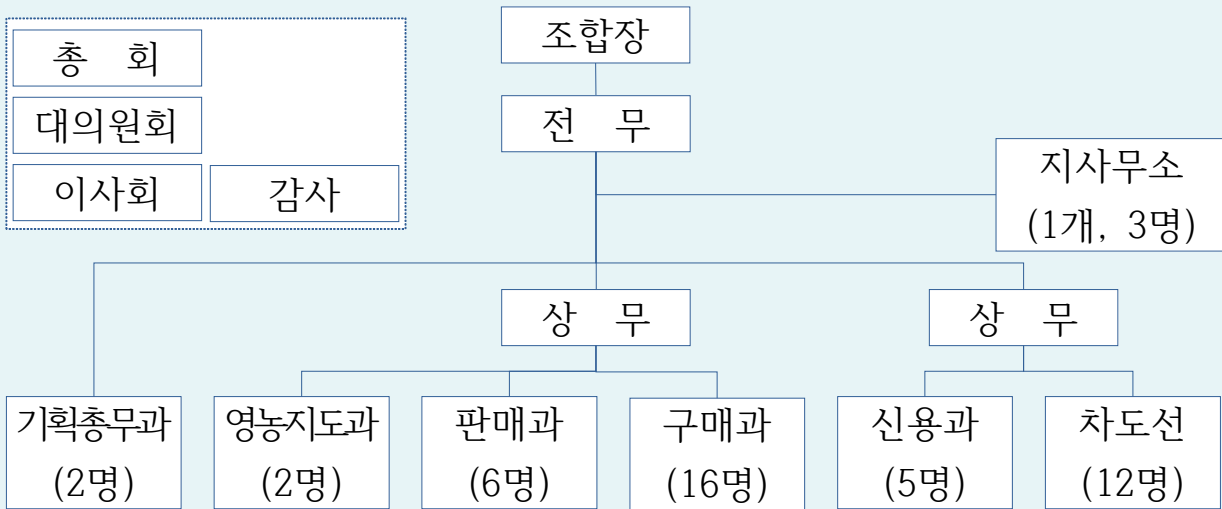 총 회
대의원회
이사회
감사
조합장
전 무
지사무소
(1개, 3명)
상 무
상 무
기획총무과
(2명)
영농지도과
(2명)
판매과
(6명)
구매과
(16명)
신용과
(5명)
차도선
(12명)